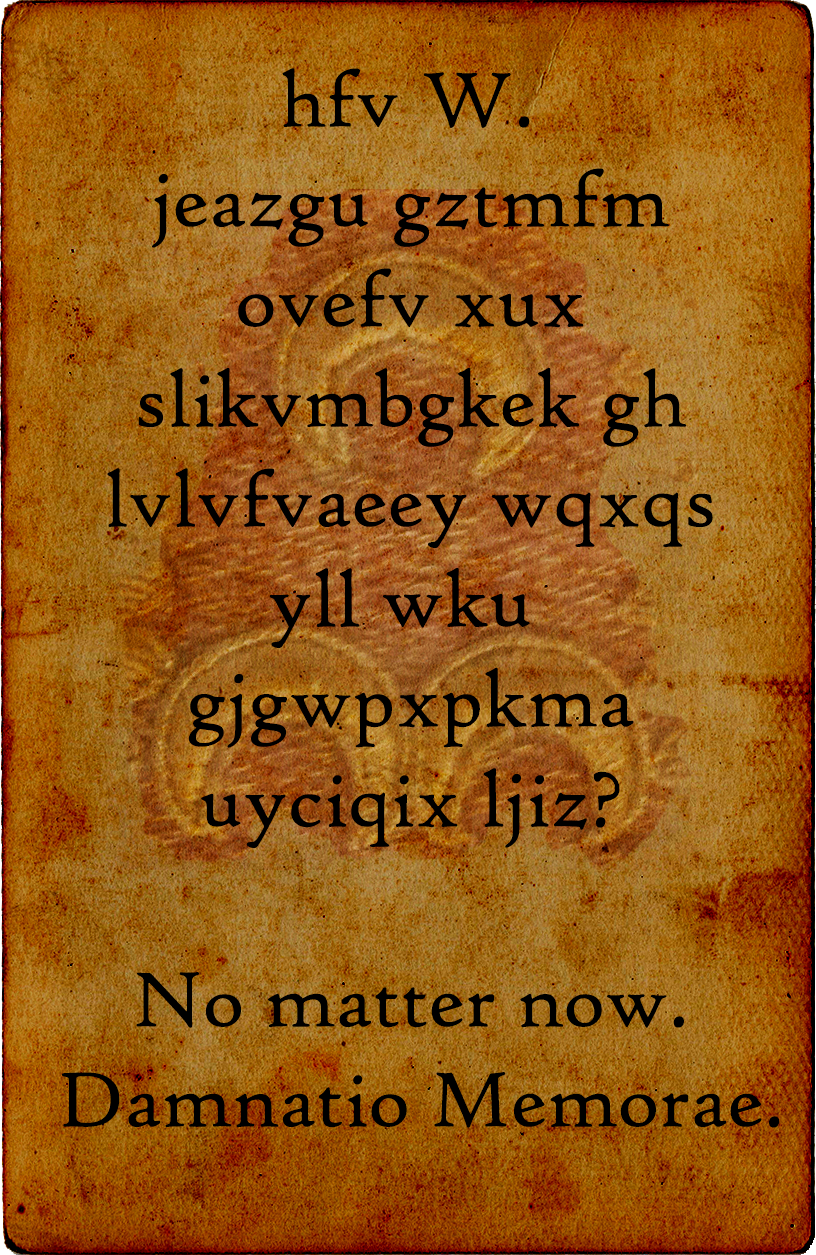 hfv W.
jeazgu gztmfm
ovefv xux
slikvmbgkek gh
lvlvfvaeey wqxqs
yll wku
gjgwpxpkma
uyciqix ljiz?
No matter now.
Damnatio Memorae.